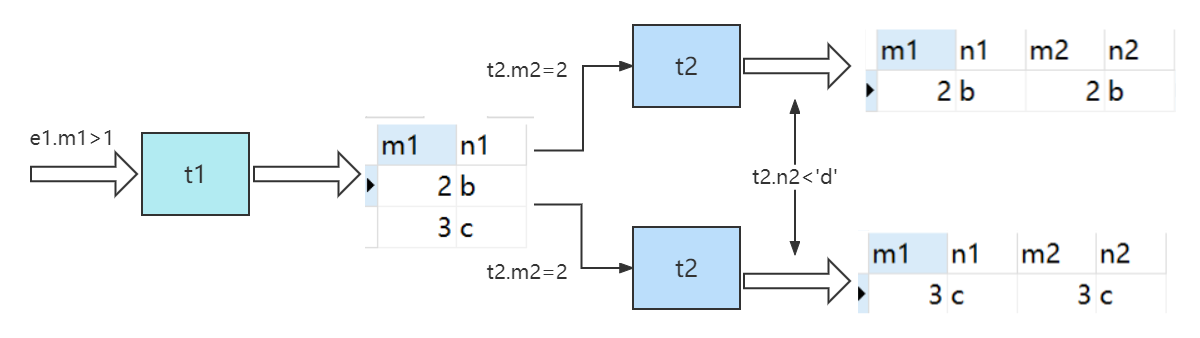 e1.m1>1
t1
m1 n1
2 b
3 c
t2.m2=2
t2
m1 n1 m2 n2
2 b 2 b
t2.n2<'d'
t2.m2=2
t2
m1 n1 m2 n2
3 c 3 c